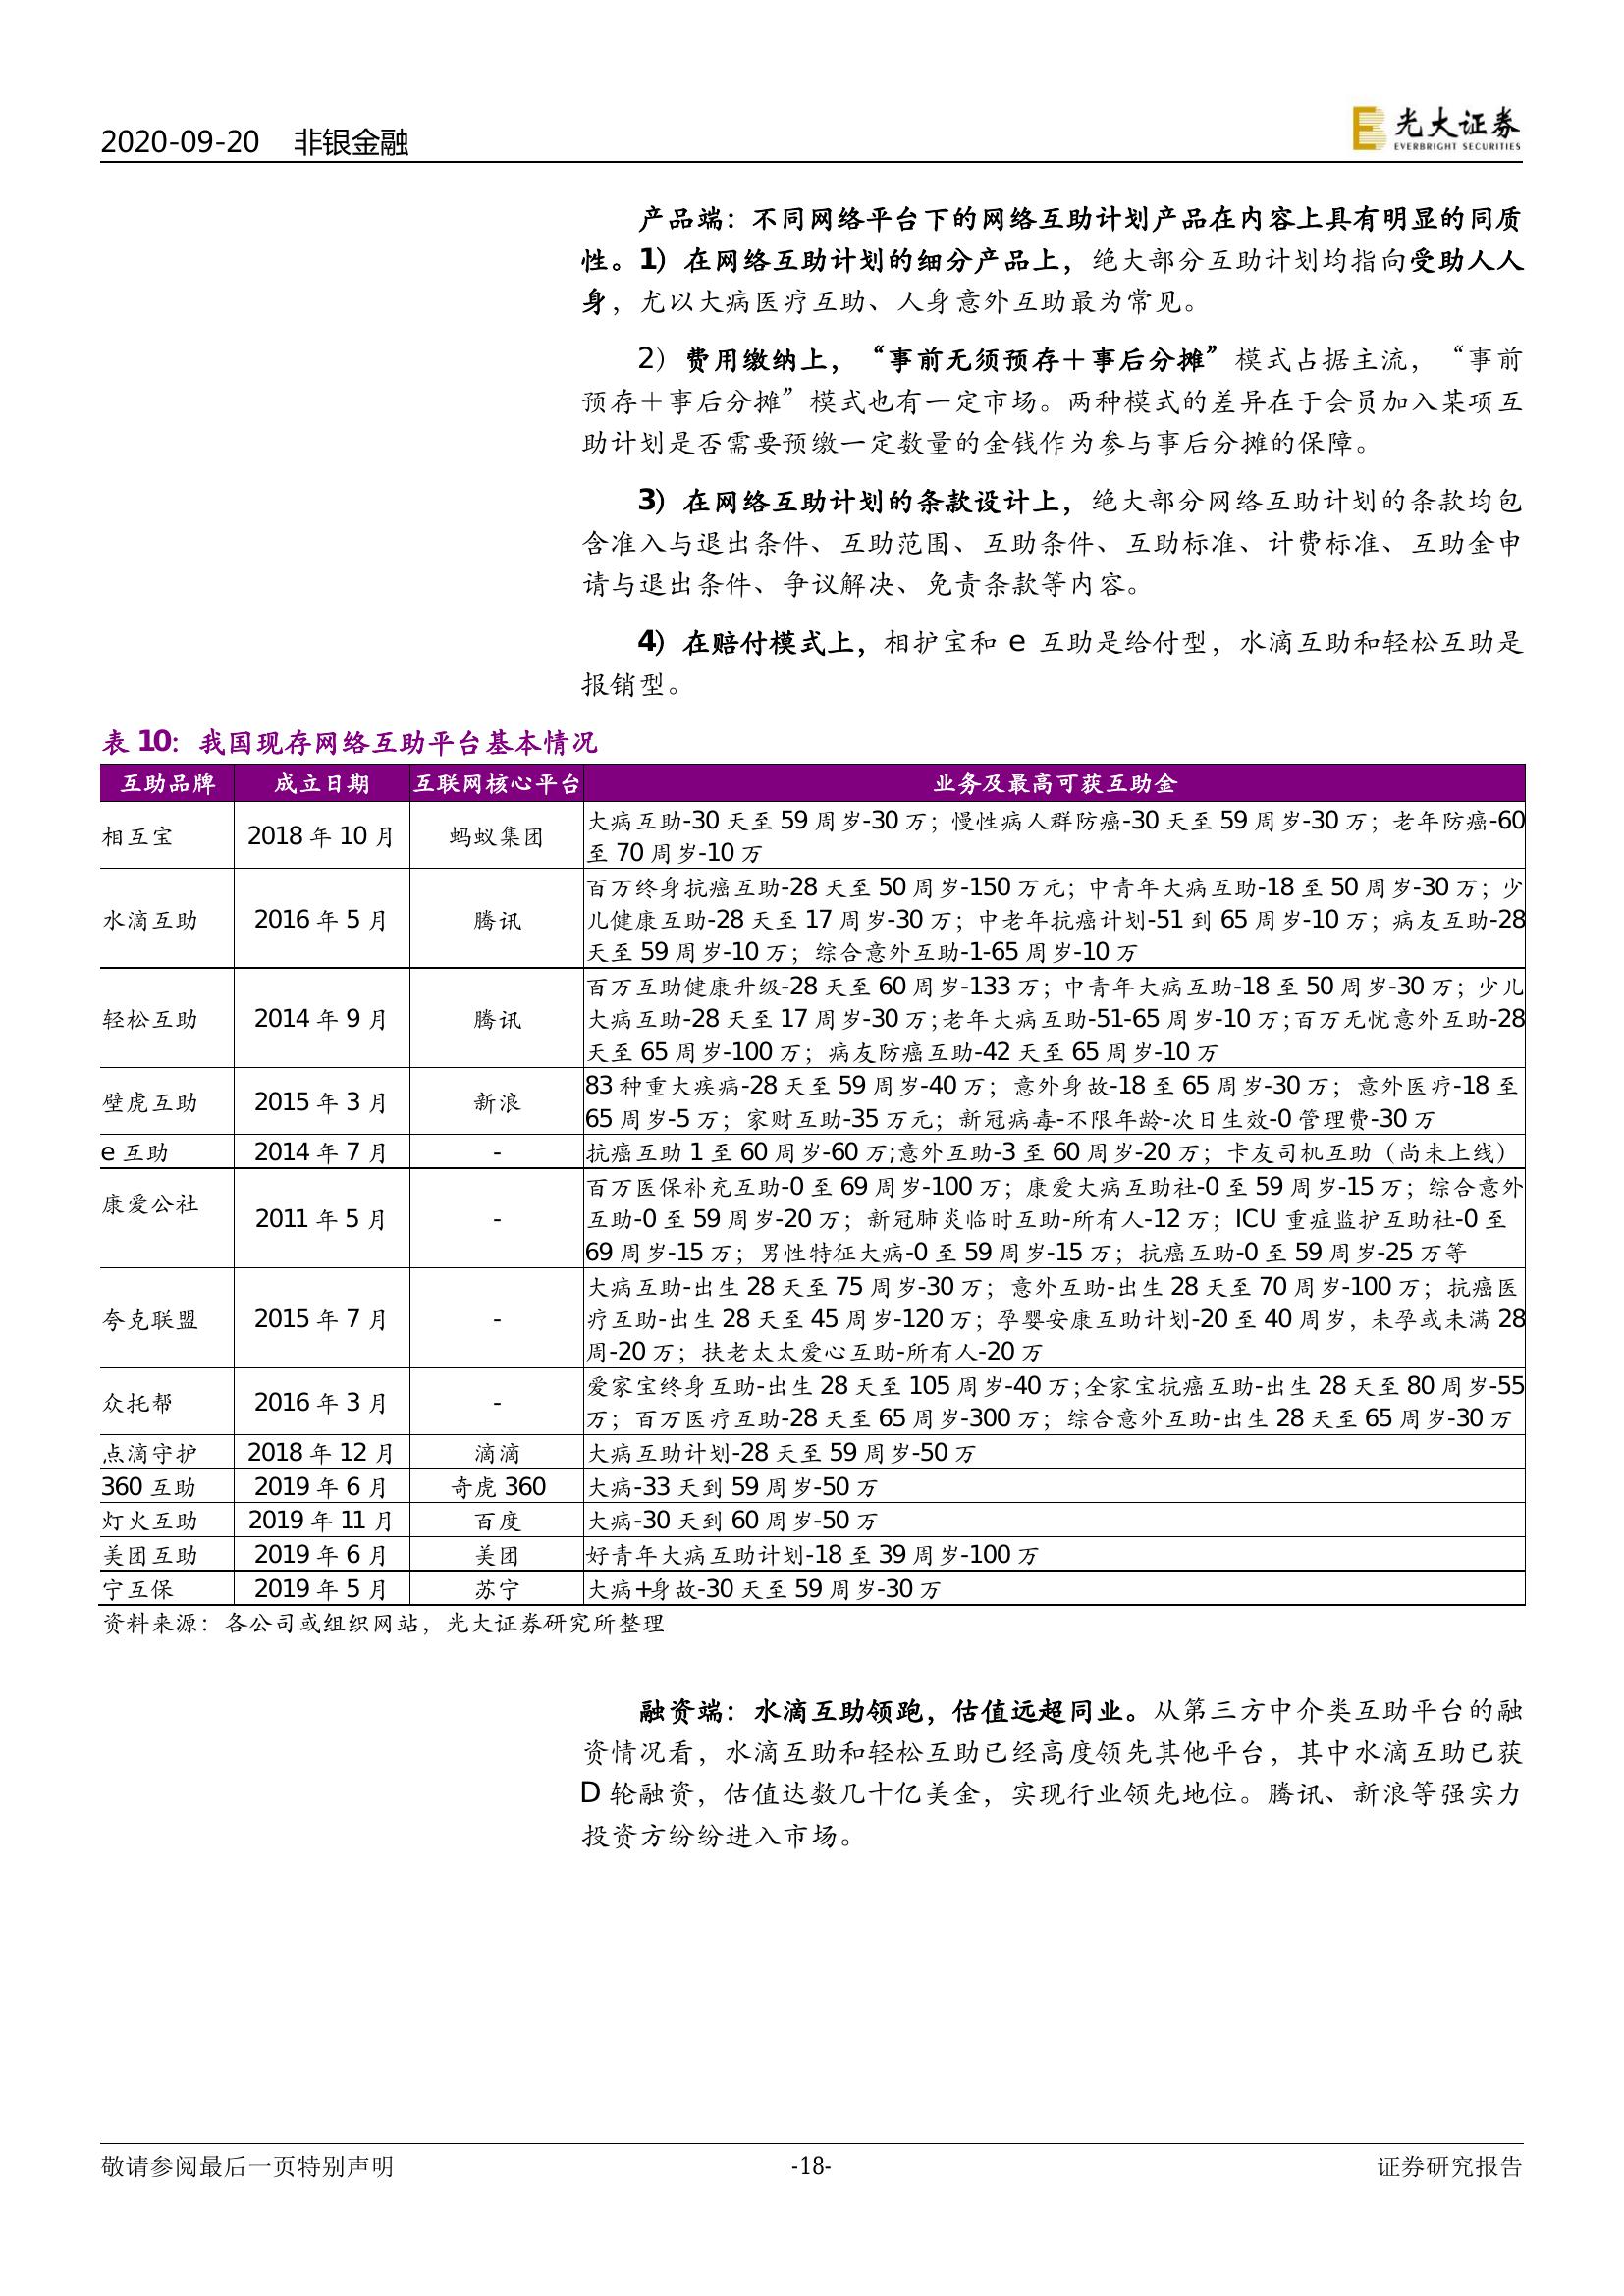 2020-09-20 非银金融
光大证券
EVERBRIGHT SECURITIES
产品端：不同网络平台下的网络互助计划产品在内容上具有明显的同质
性。1）在网络互助计划的细分产品上，绝大部分互助计划均指向受助人人
身，尤以大病医疗互助、人身意外互助最为常见。
2）费用缴纳上，“事前无须预存＋事后分摊”模式占据主流，“事前
预存＋事后分摊”模式也有一定市场。两种模式的差异在于会员加入某项互
助计划是否需要预缴一定数量的金钱作为参与事后分摊的保障。
3）在网络互助计划的条款设计上，绝大部分网络互助计划的条款均包
含准入与退出条件、互助范围、互助条件、互助标准、计费标准、互助金申
请与退出条件、争议解决、免责条款等内容。
4）在赔付模式上，相护宝和 e 互助是给付型，水滴互助和轻松互助是
报销型。
表 10：我国现存网络互助平台基本情况
互助品牌 成立日期 互联网核心平台 业务及最高可获互助金
相互宝 2018 年 10 月 蚂蚁集团 大病互助-30 天至 59 周岁-30 万；慢性病人群防癌-30 天至 59 周岁-30 万；老年防癌-60
至 70 周岁-10 万
水滴互助 2016 年 5 月 腾讯 百万终身抗癌互助-28 天至 50 周岁-150 万元；中青年大病互助-18 至 50 周岁-30 万；少
儿健康互助-28 天至 17 周岁-30 万；中老年抗癌计划-51 到 65 周岁-10 万；病友互助-28
天至 59 周岁-10 万；综合意外互助-1-65 周岁-10 万
轻松互助 2014 年 9 月 腾讯 百万互助健康升级-28 天至 60 周岁-133 万；中青年大病互助-18 至 50 周岁-30 万；少儿
大病互助-28 天至 17 周岁-30 万;老年大病互助-51-65 周岁-10 万;百万无忧意外互助-28
天至 65 周岁-100 万；病友防癌互助-42 天至 65 周岁-10 万
壁虎互助 2015 年 3 月 新浪 83 种重大疾病-28 天至 59 周岁-40 万；意外身故-18 至 65 周岁-30 万；意外医疗-18 至
65 周岁-5 万；家财互助-35 万元；新冠病毒-不限年龄-次日生效-0 管理费-30 万
e 互助 2014 年 7 月 - 抗癌互助 1 至 60 周岁-60 万;意外互助-3 至 60 周岁-20 万；卡友司机互助（尚未上线）
康爱公社 2011 年 5 月 - 百万医保补充互助-0 至 69 周岁-100 万；康爱大病互助社-0 至 59 周岁-15 万；综合意外
互助-0 至 59 周岁-20 万；新冠肺炎临时互助-所有人-12 万；ICU 重症监护互助社-0 至
69 周岁-15 万；男性特征大病-0 至 59 周岁-15 万；抗癌互助-0 至 59 周岁-25 万等
夸克联盟 2015 年 7 月 - 大病互助-出生 28 天至 75 周岁-30 万；意外互助-出生 28 天至 70 周岁-100 万；抗癌医
疗互助-出生 28 天至 45 周岁-120 万；孕婴安康互助计划-20 至 40 周岁，未孕或未满 28
周-20 万；扶老太太爱心互助-所有人-20 万
众托帮 2016 年 3 月 - 爱家宝终身互助-出生 28 天至 105 周岁-40 万;全家宝抗癌互助-出生 28 天至 80 周岁-55
万；百万医疗互助-28 天至 65 周岁-300 万；综合意外互助-出生 28 天至 65 周岁-30 万
点滴守护 2018 年 12 月 滴滴 大病互助计划-28 天至 59 周岁-50 万
360 互助 2019 年 6 月 奇虎 360 大病-33 天到 59 周岁-50 万
灯火互助 2019 年 11 月 百度 大病-30 天到 60 周岁-50 万
美团互助 2019 年 6 月 美团 好青年大病互助计划-18 至 39 周岁-100 万
宁互保 2019 年 5 月 苏宁 大病+身故-30 天至 59 周岁-30 万
资料来源：各公司或组织网站，光大证券研究所整理
融资端：水滴互助领跑，估值远超同业。从第三方中介类互助平台的融
资情况看，水滴互助和轻松互助已经高度领先其他平台，其中水滴互助已获
D 轮融资，估值达数几十亿美金，实现行业领先地位。腾讯、新浪等强实力
投资方纷纷进入市场。
敬请参阅最后一页特别声明 -18- 证券研究报告